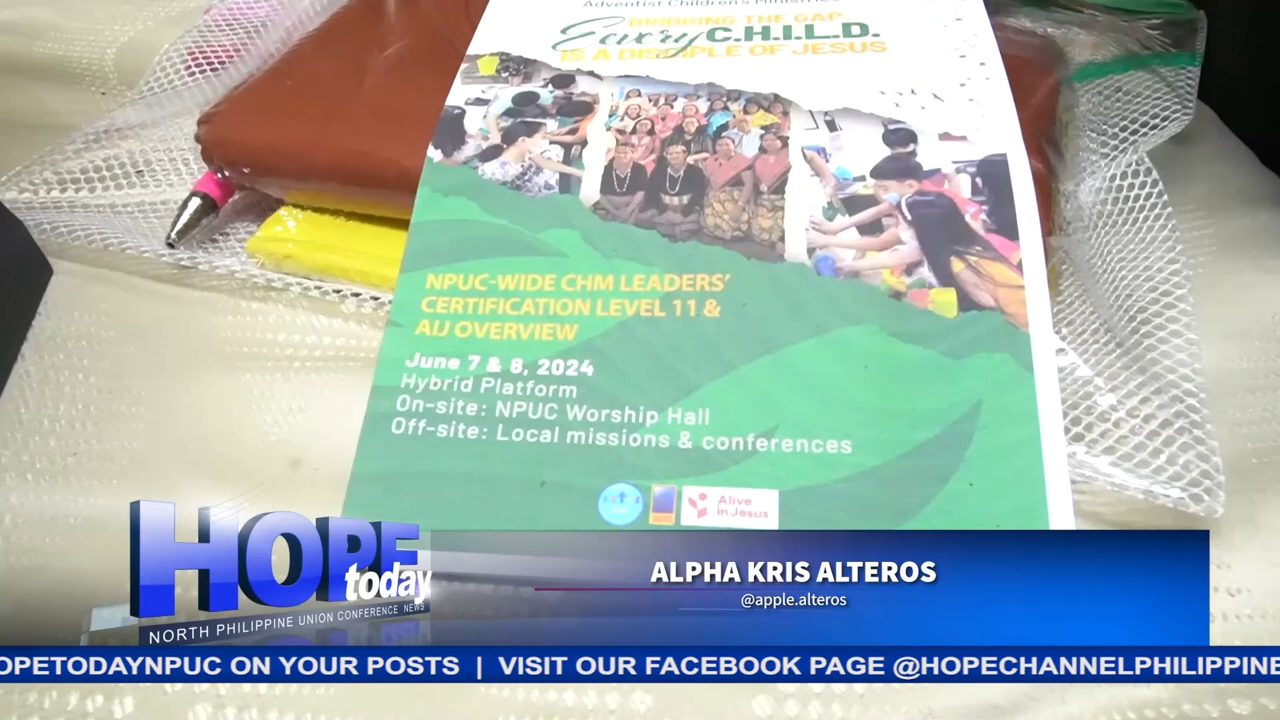 Adventist Children's Ministries
BRIDGING THE GAP
Every C.H.I.L.D.
IS A DISCIPLE OF JESUS
NPUC-WIDE CHM LEADERS'
CERTIFICATION LEVEL 11 &
AIJ OVERVIEW
June 7 & 8, 2024
Hybrid Platform
On-site: NPUC Worship Hall
Off-site: Local missions & conferences
Alive
in Jesus
HOPE
today
NORTH PHILIPPINE UNION CONFERENCE NEWS
ALPHA KRIS ALTEROS
@apple.alteros
OPETODAYNPUC ON YOUR POSTS | VISIT OUR FACEBOOK PAGE @HOPECHANNELPHILIPPINE